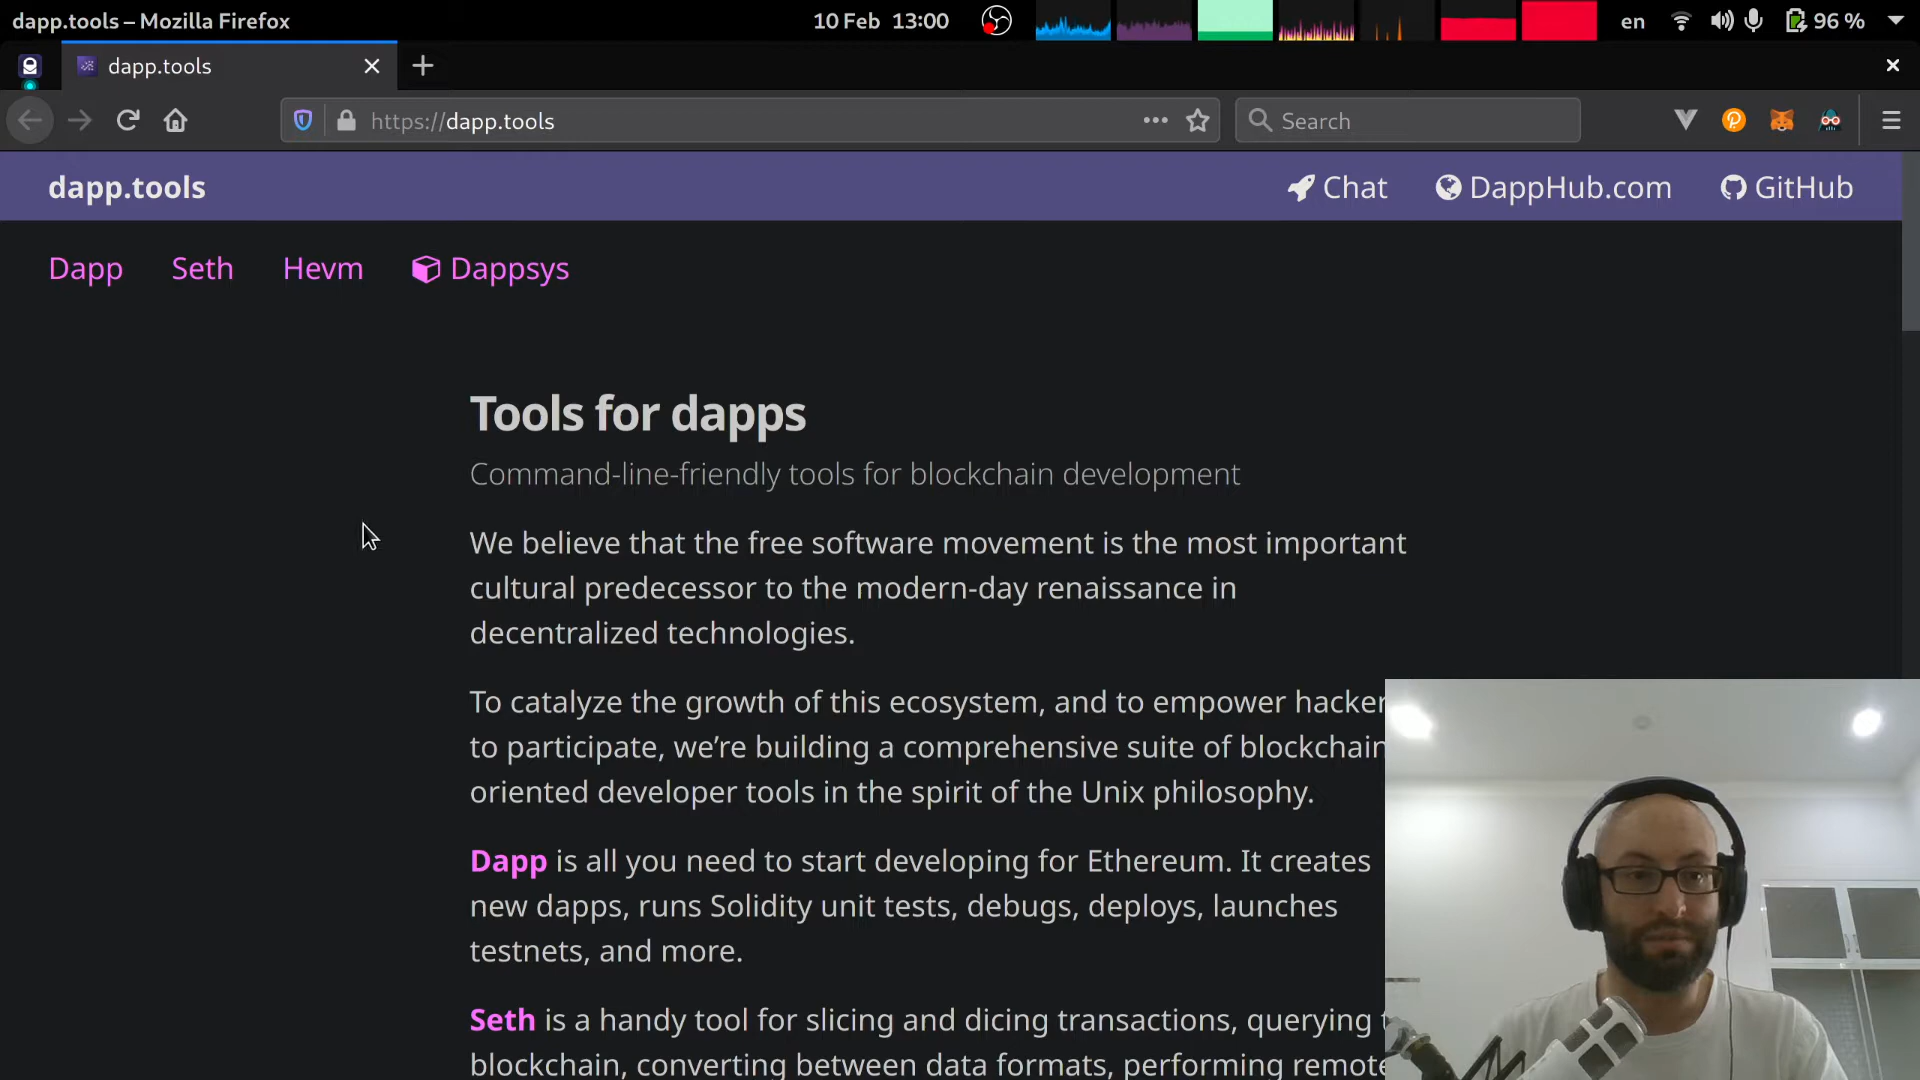 dapp.tools – Mozilla Firefox
10 Feb 13:00
en
96 %
dapp.tools
https://dapp.tools
Search
dapp.tools
Chat
DappHub.com
GitHub
Dapp
Seth
Hevm
Dappsys
Tools for dapps
Command-line-friendly tools for blockchain development
We believe that the free software movement is the most important
cultural predecessor to the modern-day renaissance in
decentralized technologies.
To catalyze the growth of this ecosystem, and to empower hacker
to participate, we’re building a comprehensive suite of blockchain
oriented developer tools in the spirit of the Unix philosophy.
Dapp is all you need to start developing for Ethereum. It creates
new dapps, runs Solidity unit tests, debugs, deploys, launches
testnets, and more.
Seth is a handy tool for slicing and dicing transactions, querying
blockchain, converting between data formats, performing remote